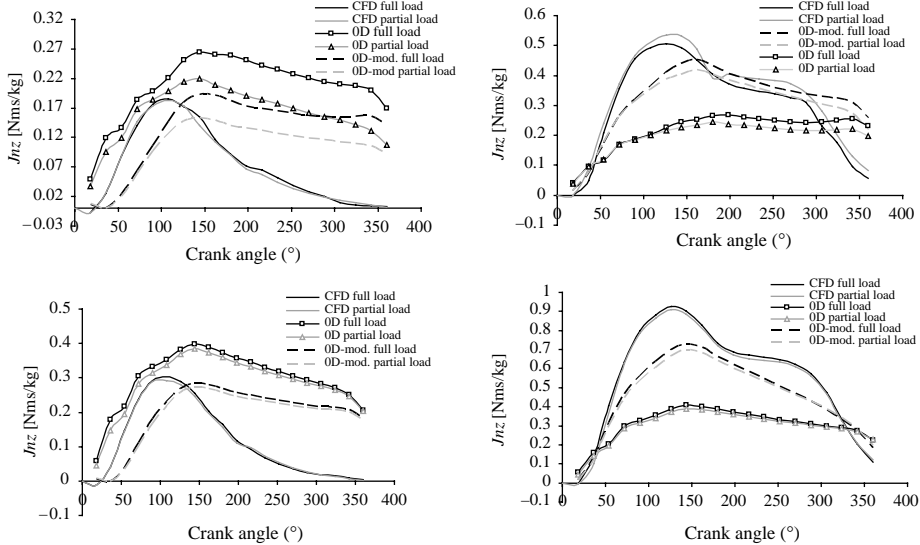 CFD full load
CFD partial load
0D full load
0D partial load
0D-mod. full load
0D-mod partial load
Jnz [Nms/kg]
0.32
0.27
0.22
0.17
0.12
0.07
0.02
−0.03
0 50 100 150 200 250 300 350 400
Crank angle (°)
CFD full load
CFD partial load
0D-mod. full load
0D-mod. partial load
0D full load
0D partial load
Jnz [Nms/kg]
0.6
0.5
0.4
0.3
0.2
0.1
0
−0.1
0 50 100 150 200 250 300 350 400
Crank angle (°)
CFD full load
CFD partial load
0D full load
0D partial load
0D-mod. full load
0D-mod. partial load
Jnz [Nms/kg]
0.5
0.4
0.3
0.2
0.1
0
−0.1
0 50 100 150 200 250 300 350 400
Crank angle (°)
CFD full load
CFD partial load
0D full load
0D partial load
0D-mod. full load
0D-mod. partial load
Jnz [Nms/kg]
1
0.9
0.8
0.7
0.6
0.5
0.4
0.3
0.2
0.1
0
−0.1
0 50 100 150 200 250 300 350 400
Crank angle (°)